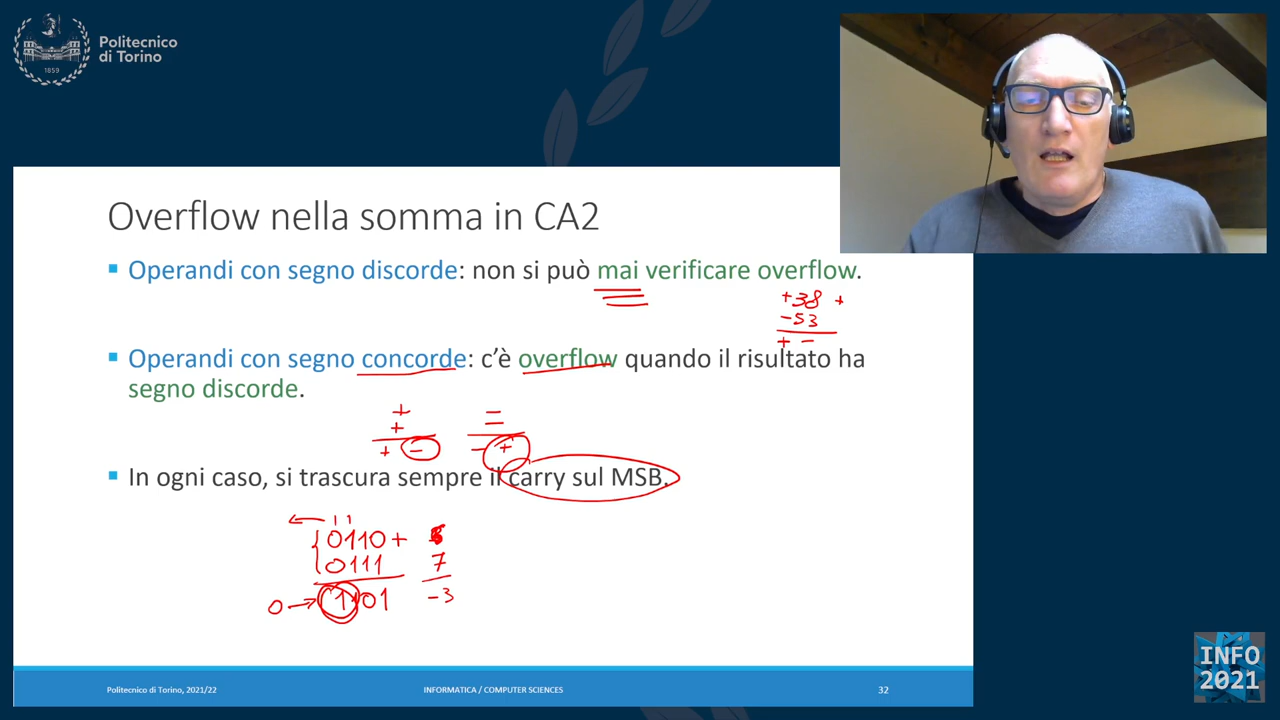 Politecnico
di Torino
1859
Overflow nella somma in CA2
Operandi con segno discorde: non si può mai verificare overflow.
+38 +
-53
+ -
Operandi con segno concorde: c'è overflow quando il risultato ha
segno discorde.
+ -
+ -
+ - - +
In ogni caso, si trascura sempre il carry sul MSB.
1 1
0110 +
0111 7
0 → 1101 -3
Politecnico di Torino, 2021/22
INFORMATICA / COMPUTER SCIENCES
32
INFO
2021